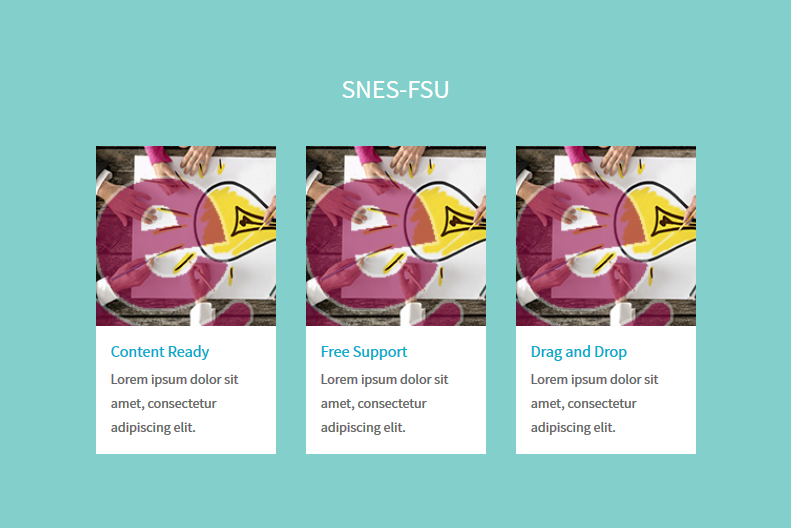 SNES-FSU
Content Ready
Lorem ipsum dolor sit
amet, consectetur
adipiscing elit.
Free Support
Lorem ipsum dolor sit
amet, consectetur
adipiscing elit.
Drag and Drop
Lorem ipsum dolor sit
amet, consectetur
adipiscing elit.